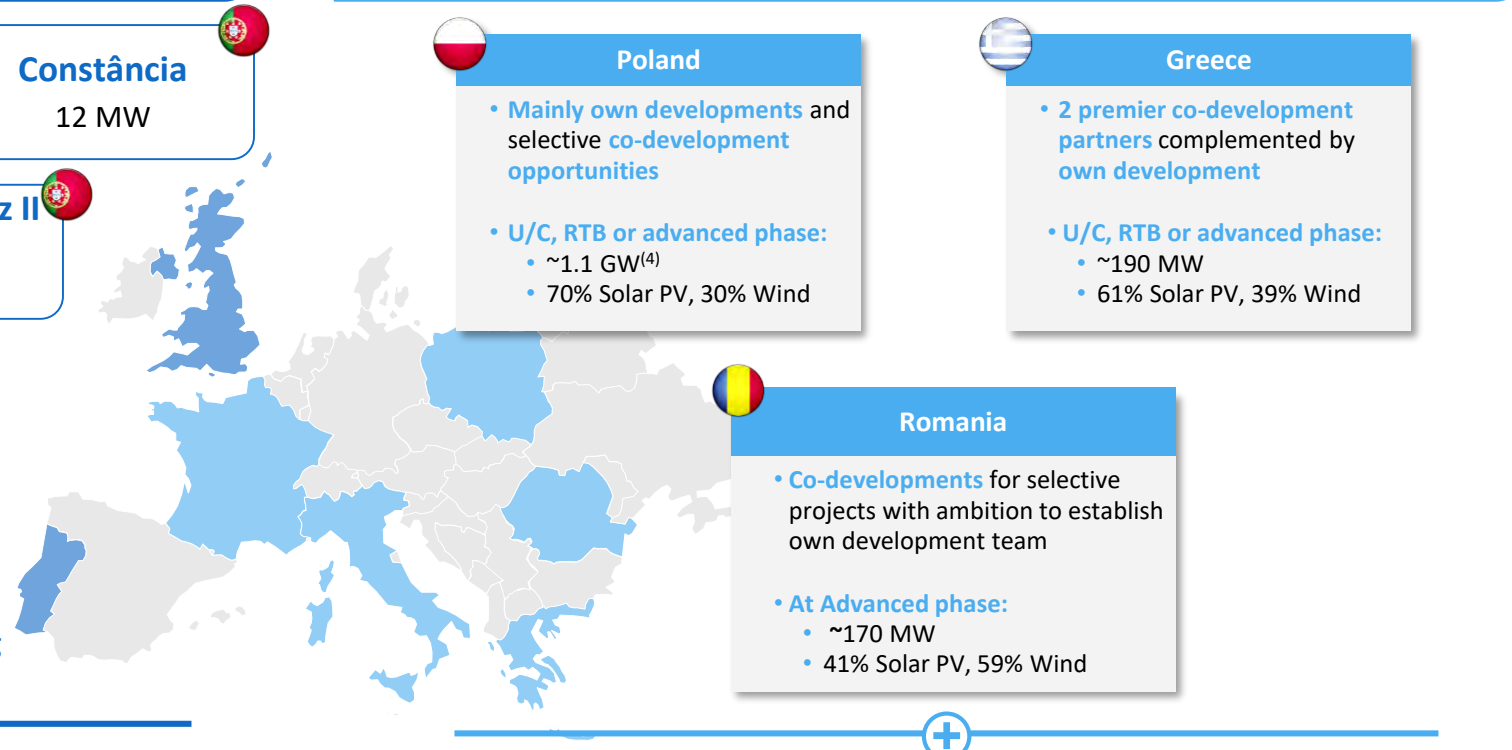 Constância
12 MW
z II
Poland
• Mainly own developments and
selective co-development
opportunities
• U/C, RTB or advanced phase:
• ~1.1 GW(4)
• 70% Solar PV, 30% Wind
Greece
• 2 premier co-development
partners complemented by
own development
• U/C, RTB or advanced phase:
• ~190 MW
• 61% Solar PV, 39% Wind
Romania
• Co-developments for selective
projects with ambition to establish
own development team
• At Advanced phase:
• ~170 MW
• 41% Solar PV, 59% Wind